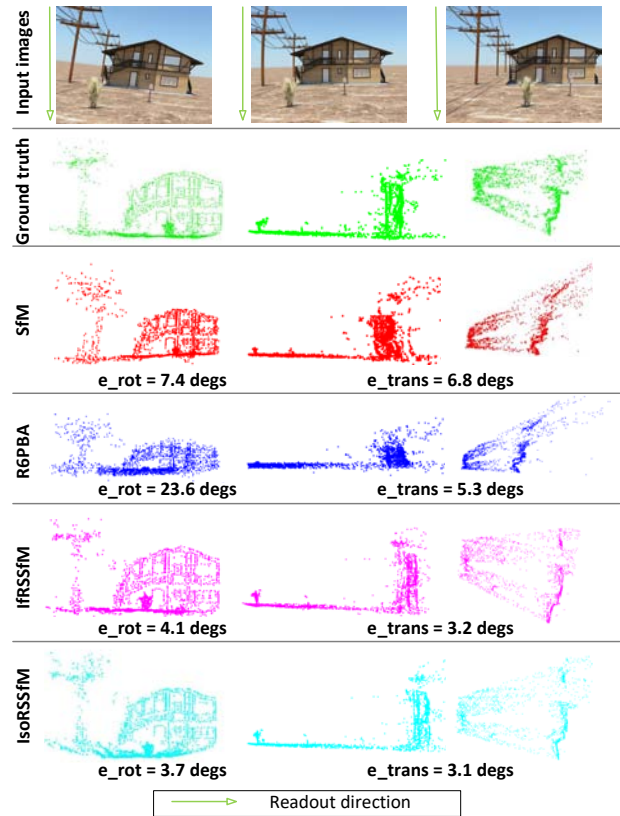 Input images
Ground truth
SfM
e_rot = 7.4 degs e_trans = 6.8 degs
R6PBA
e_rot = 23.6 degs e_trans = 5.3 degs
IfRSSfM
e_rot = 4.1 degs e_trans = 3.2 degs
IsoRSSfM
e_rot = 3.7 degs e_trans = 3.1 degs
Readout direction